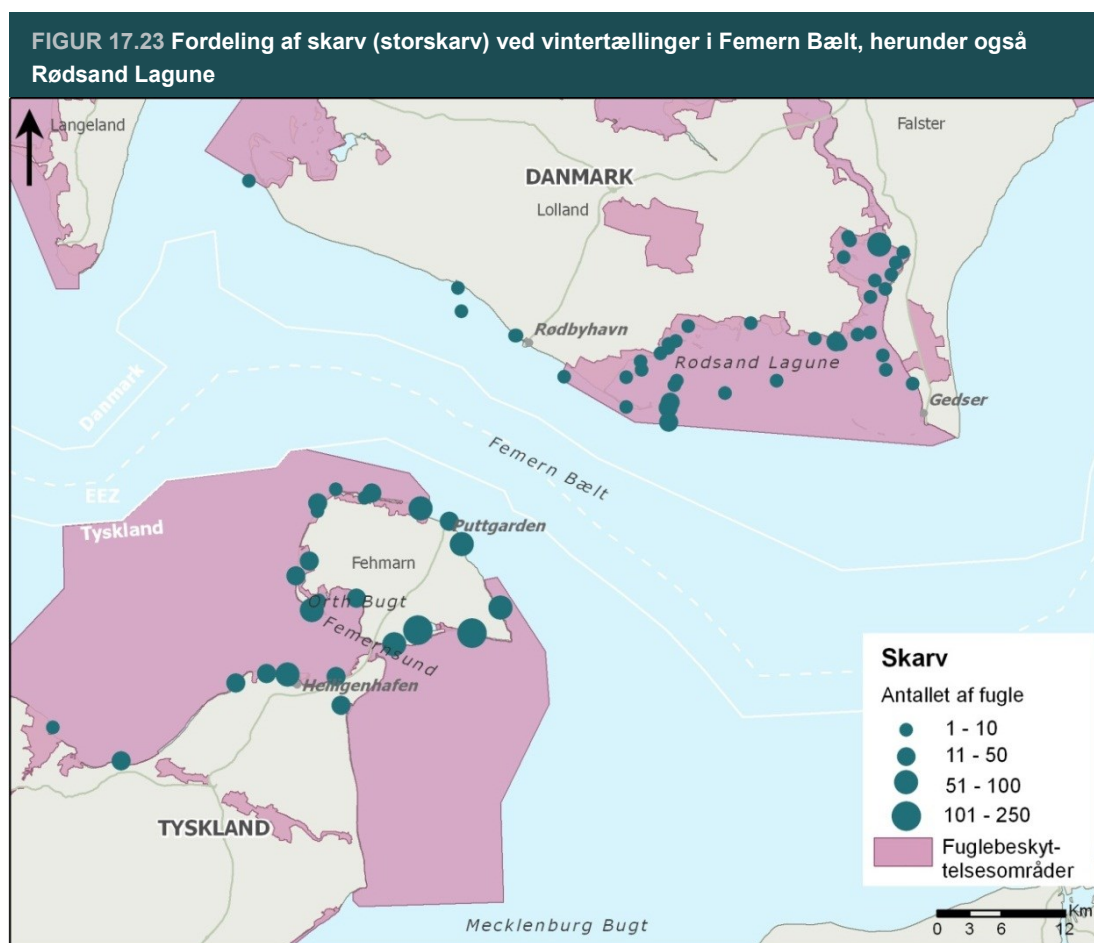 FIGUR 17.23 Fordeling af skarv (storskarv) ved vintertællinger i Femern Bælt, herunder også
Rødsand Lagune
Langeland
Falster
DANMARK
Lolland
Rødbyhavn
Rodsand Lagune
Gedser
Danmark
Femern Bælt
EEZ
Tyskland
Puttgarden
Fehmarn
Orth Bugt
Femernsund
Heiligenhafen
TYSKLAND
Mecklenburg Bugt
Skarv
Antallet af fugle
1 - 10
11 - 50
51 - 100
101 - 250
Fuglebeskyt-
telsesområder
Km
0 3 6 12